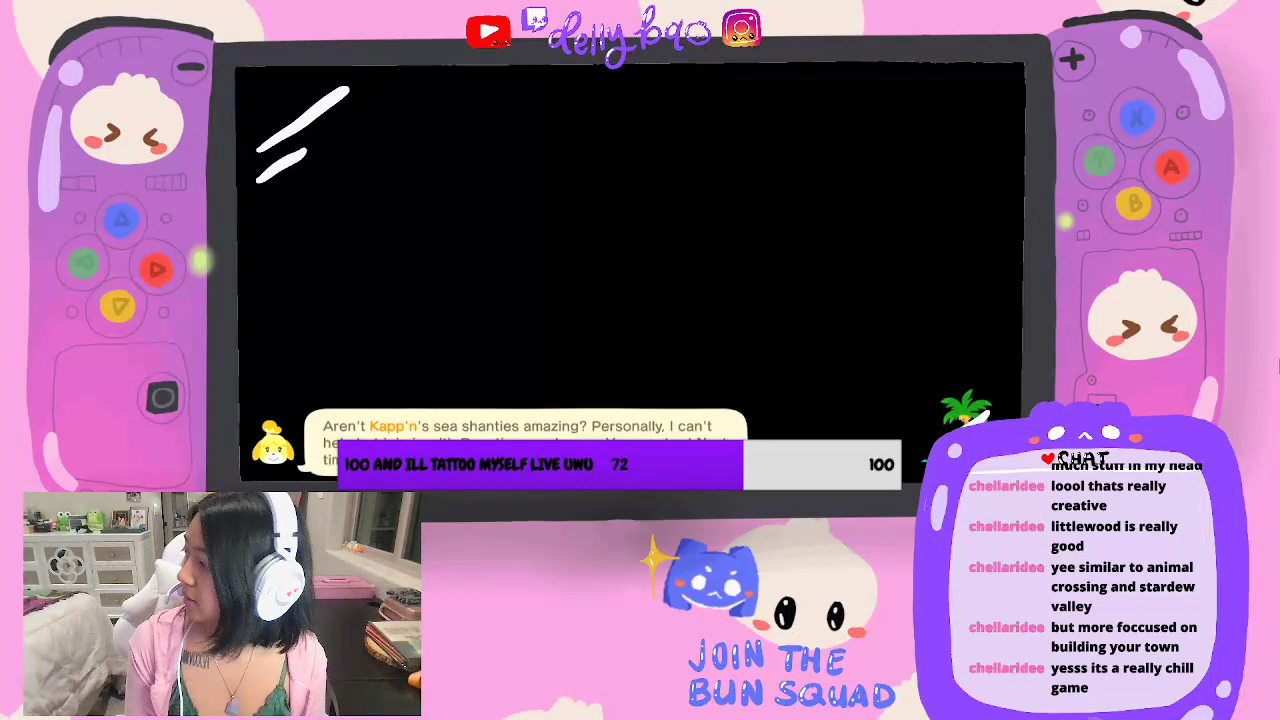 dellybao
X
Y
A
B
Aren't Kapp'n's sea shanties amazing? Personally, I can't
100 AND ILL TATTOO MYSELF LIVE UWU 72
100
CHAT
much stuff in my head
chellaridee loool thats really
creative
chellaridee littlewood is really
good
chellaridee yee similar to animal
crossing and stardew
valley
chellaridee but more foccused on
building your town
chellaridee yesss its a really chill
game
JOIN THE
BUN SQUAD